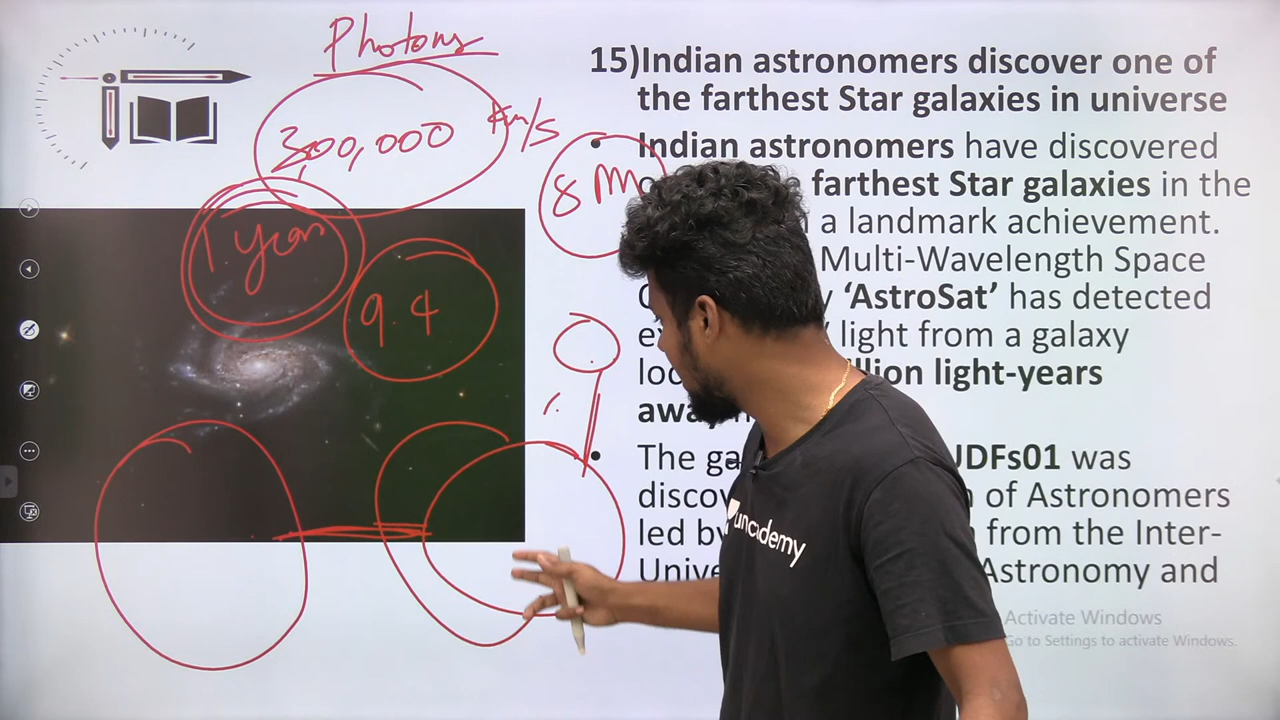 Photons
300,000 Km/s
8 M
1 year
9.4
15)Indian astronomers discover one of
the farthest Star galaxies in universe
• Indian astronomers have discovered
farthest Star galaxies in the
a landmark achievement.
Multi-Wavelength Space
'AstroSat' has detected
light from a galaxy
light-years
away
• The
UDFs01 was
of Astronomers
led by from the Inter-
Astronomy and
unacademy
Activate Windows
Go to Settings to activate Windows.